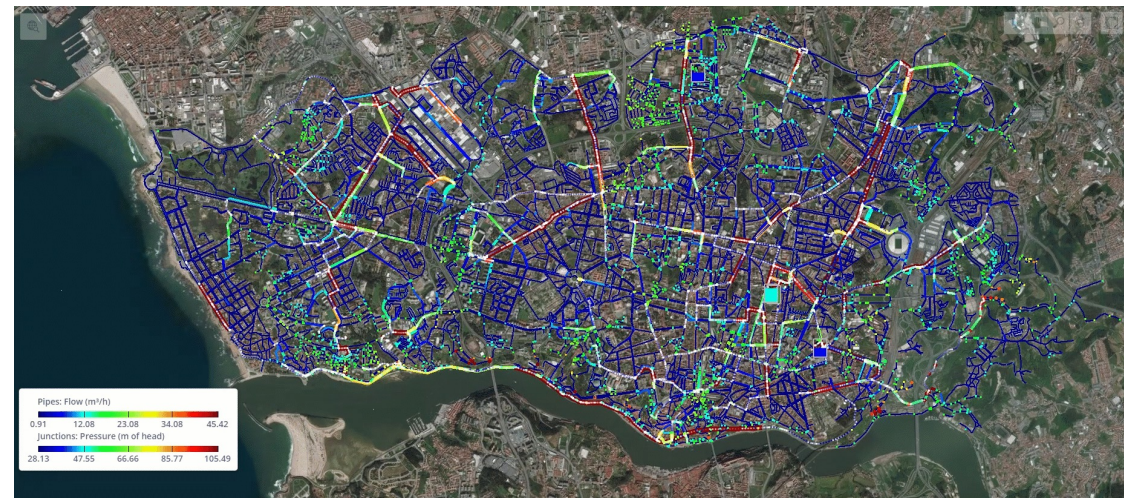 Pipes: Flow (m³/h)
0.91 12.08 23.08 34.08 45.42
Junctions: Pressure (m of head)
28.13 47.55 66.66 85.77 105.49